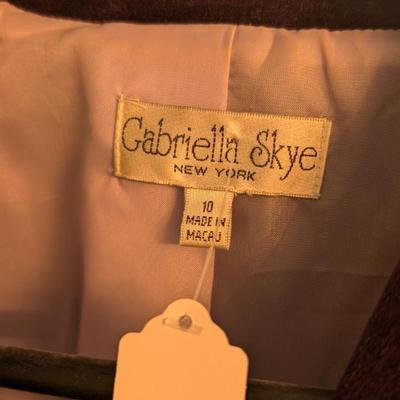 Gabriella Skye
NEW YORK
10
MADE IN
MACAU